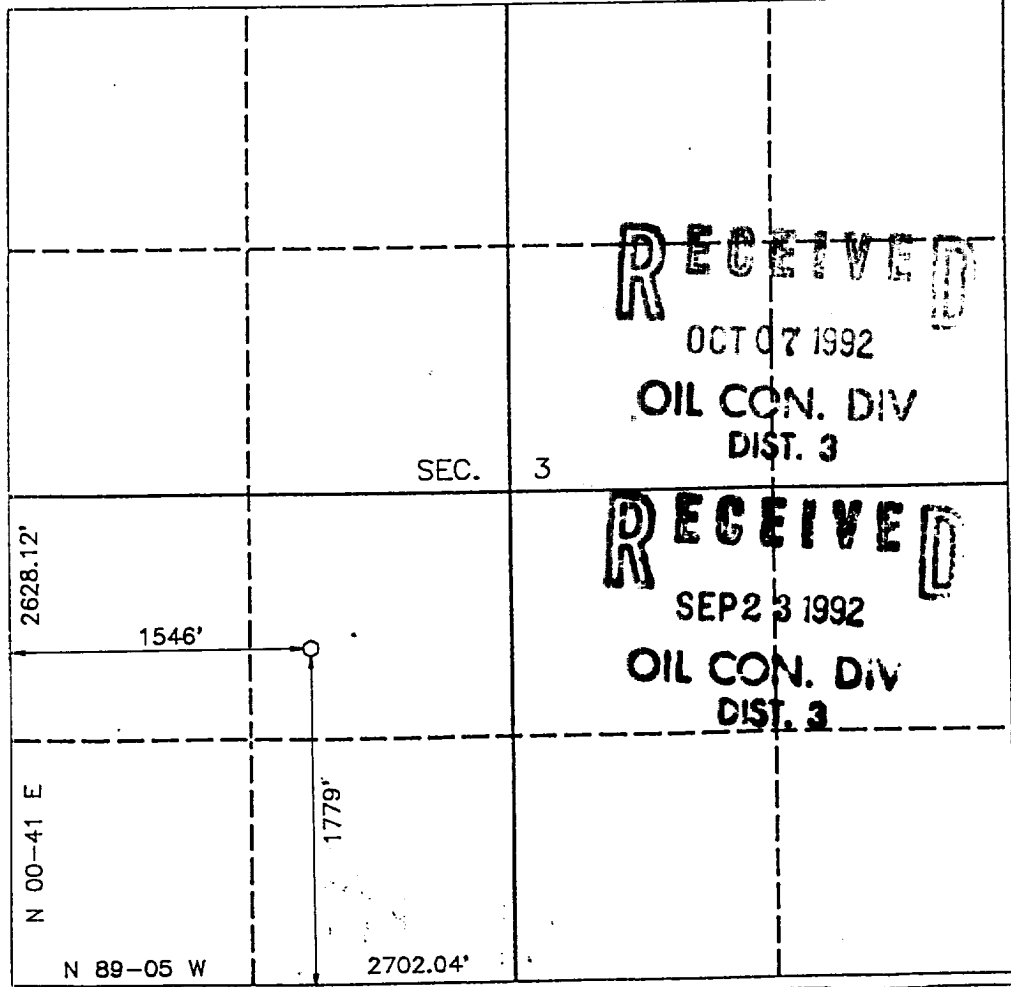 RECEIVED
OCT 07 1992
OIL CON. DIV
DIST. 3
SEC. 3
RECEIVED
SEP 23 1992
OIL CON. DIV
DIST. 3
2628.12'
1546'
1779'
N 00-41 E
N 89-05 W 2702.04'